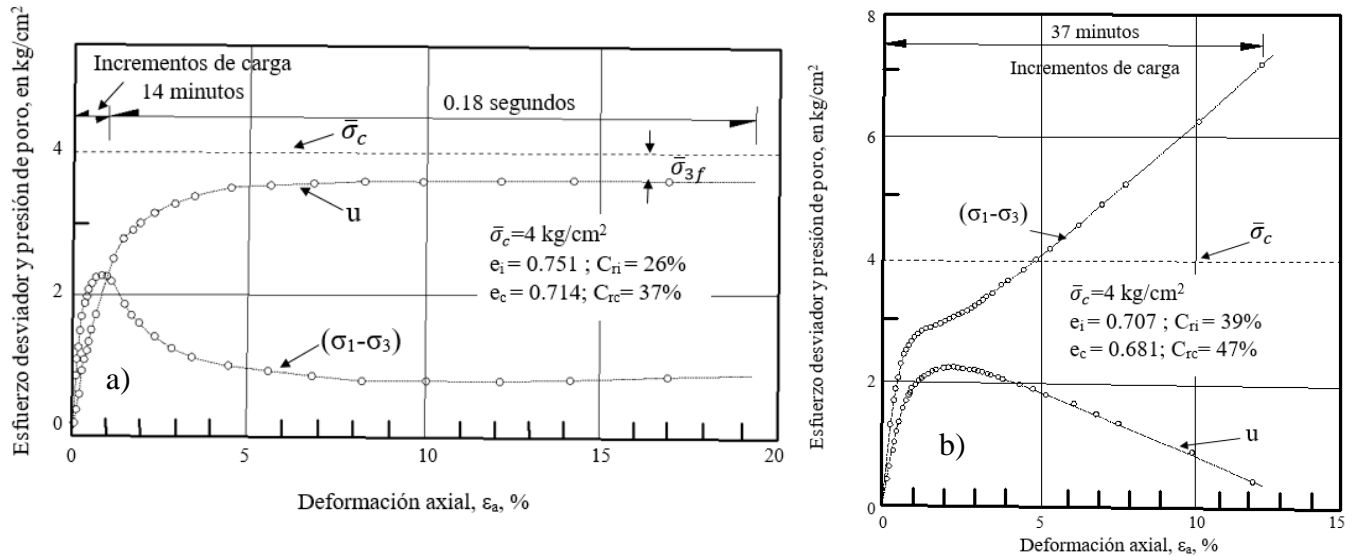 Esfuerzo desviador y presión de poro, en kg/cm²
Incrementos de carga
14 minutos
0.18 segundos
σ̅c
4
σ̅3f
u
σ̅c=4 kg/cm²
ei = 0.751 ; Cri = 26%
ec = 0.714; Crc= 37%
2
(σ1-σ3)
a)
0
0
5
10
15
20
Deformación axial, εa, %
Esfuerzo desviador y presión de poro, en kg/cm²
8
37 minutos
Incrementos de carga
6
(σ1-σ3)
σ̅c
4
σ̅c=4 kg/cm²
ei = 0.707 ; Cri = 39%
ec = 0.681; Crc= 47%
2
b)
u
0
0
5
10
15
Deformación axial, εa, %